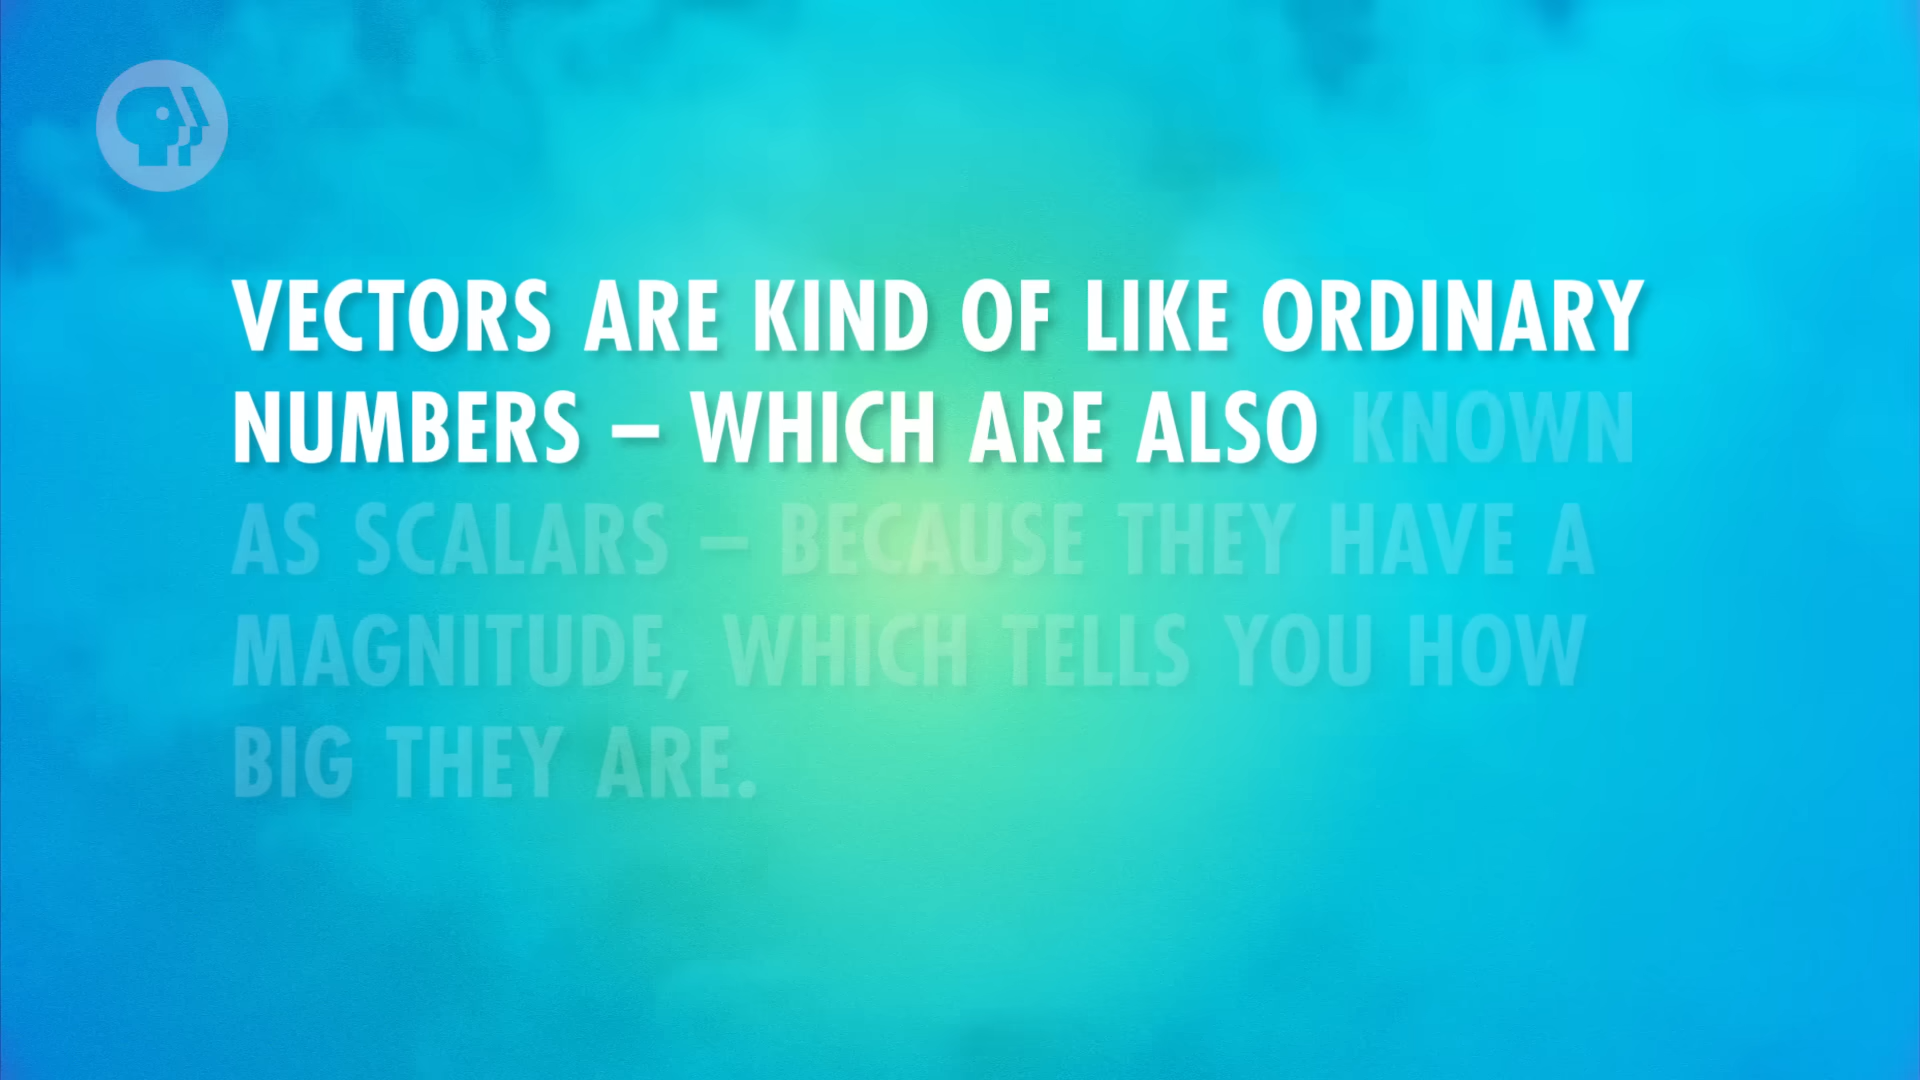 VECTORS ARE KIND OF LIKE ORDINARY
NUMBERS – WHICH ARE ALSO KNOWN
AS SCALARS – BECAUSE THEY HAVE A
MAGNITUDE, WHICH TELLS YOU HOW
BIG THEY ARE.